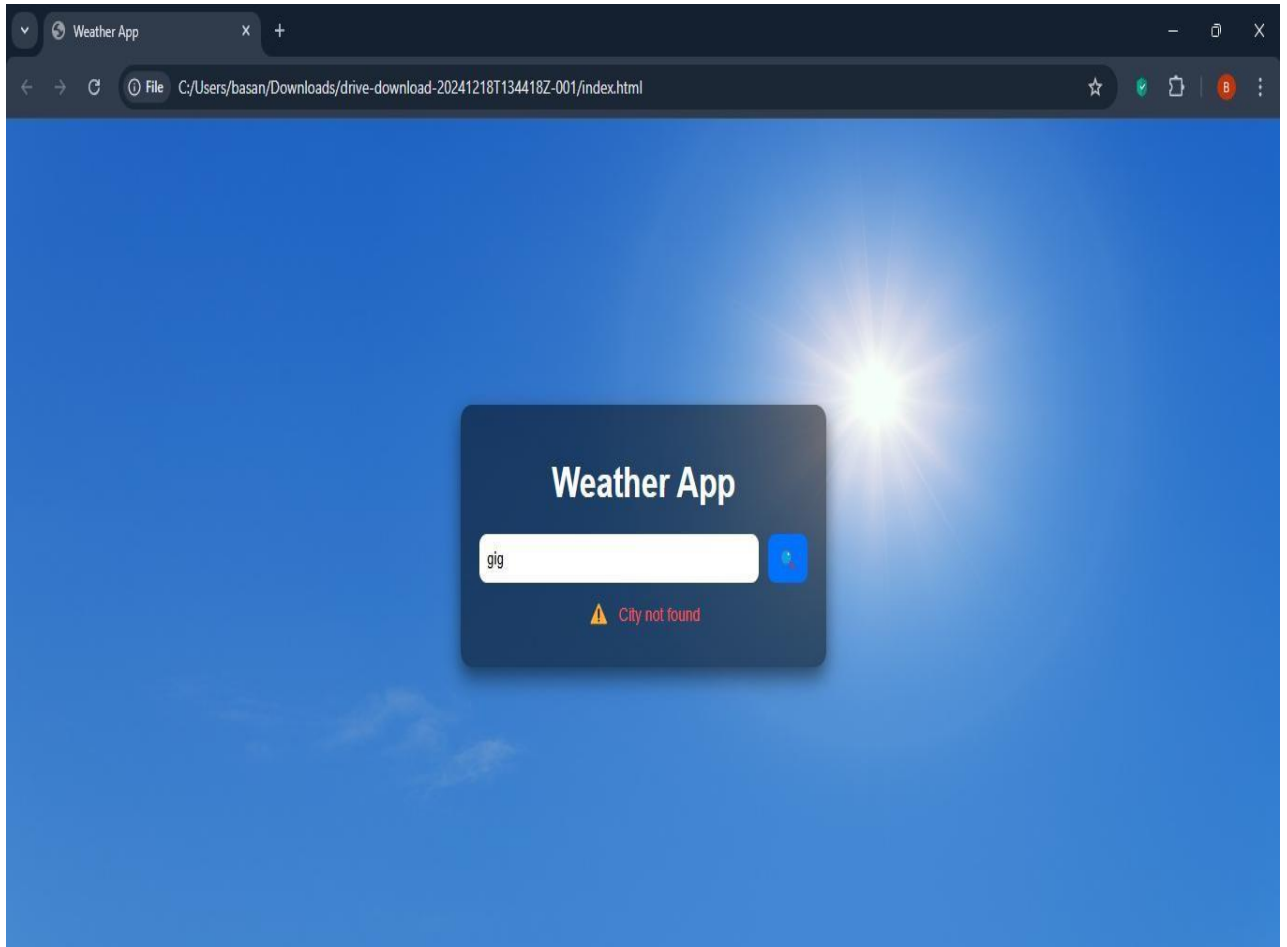 Weather App
File C:/Users/basan/Downloads/drive-download-20241218T134418Z-001/index.html
B
Weather App
gig
City not found